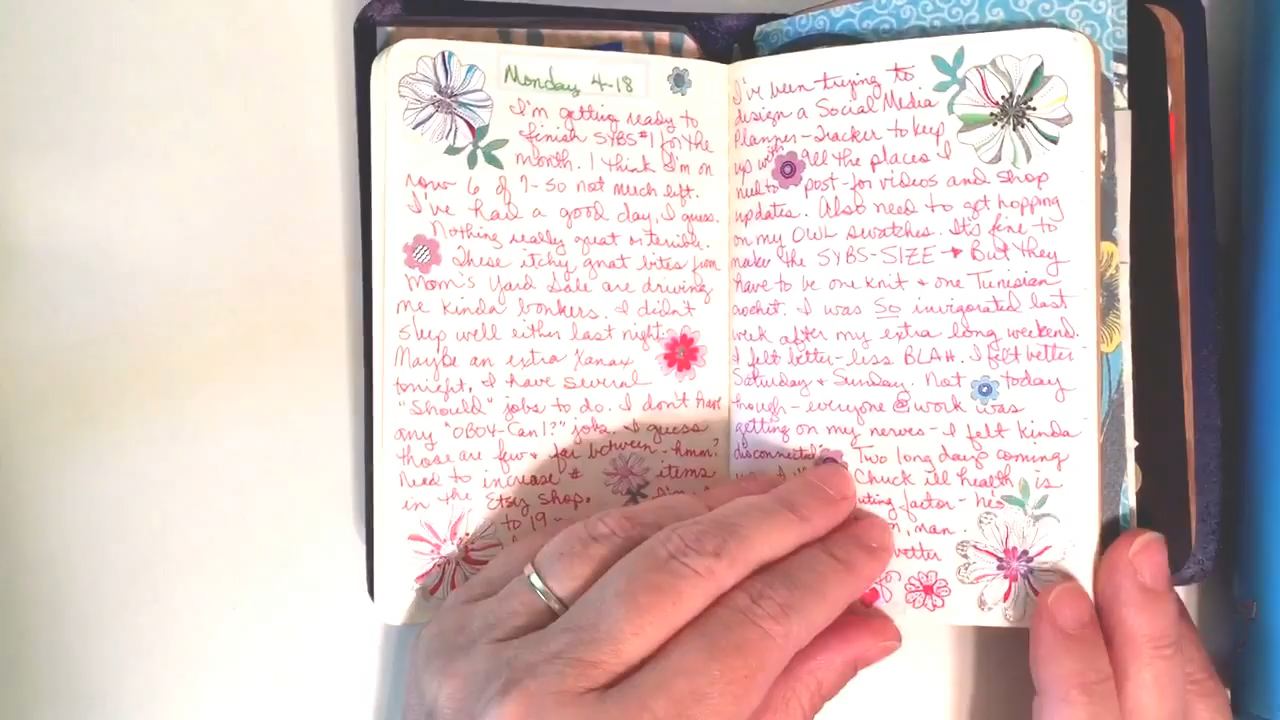 Monday 4-18
I'm getting ready to
finish SYBS #1 for the
month. I think I'm on
now 6 of 7 - so not much left.
I've had a good day, I guess.
Nothing really great or terrible.
These itchy gnat bites from
Mom's Yard Sale are driving
me kinda bonkers. I didn't
sleep well either last night.
Maybe an extra Xanax
tonight. I have several
"Should" jobs to do. I don't have
any "OBOY-Can I?" jobs. I guess
those are few + far between - hmm?
Need to increase # items
in the Etsy Shop.
to 19
I've been trying to
design a Social Media
Planner-Tracker to keep
up with all the places I
need to post - for videos and shop
updates. Also need to get hopping
on my OWL swatches. It's fine to
make the SYBS-SIZE → But they
have to be one knit + one Tunisian
crochet. I was So invigorated last
week after my extra long weekend.
I felt better - less BLAH. I felt better -
Saturday + Sunday. Not today
though - everyone @ work was
getting on my nerves - I felt kinda
disconnected. Two long days coming
Chuck ill health is
factor - he's
man.
better